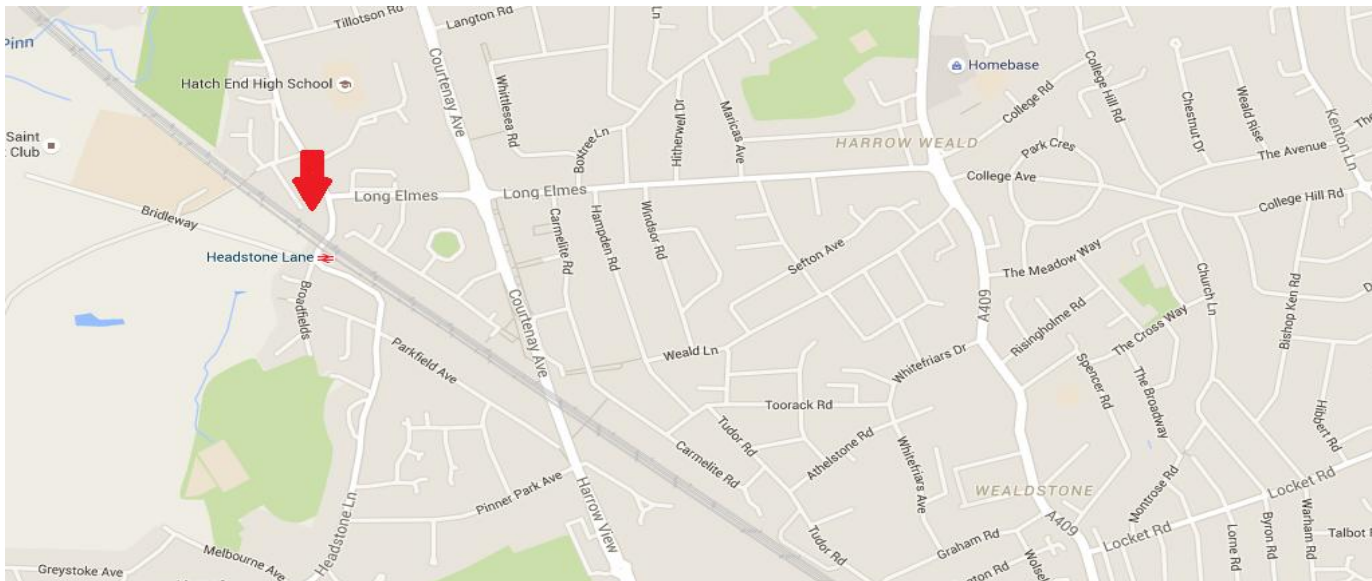 Tillotson Rd
Langton Rd
Ln
Pinn
Courtenay Ave
Hatch End High School
Whittlesea Rd
Homebase
College Rd
College Hill Rd
Chestnut Dr
Weald Rise
Kenton Ln
The
Saint
Club
Boxtree Ln
Hitherwell Dr
Maricas Ave
HARROW WEALD
Park Cres
The Avenue
College Ave
College Hill Rd
Long Elmes
Long Elmes
Bridleway
Carmelite Rd
Hampden Rd
Windsor Rd
Sefton Ave
Headstone Lane
The Meadow Way
Church Ln
Bishop Ken Rd
D
Broadfields
Courtenay Ave
A409
Risingholme Rd
The Cross Way
Parkfield Ave
Weald Ln
Whitefriars Dr
Spencer Rd
The Broadway
Toorack Rd
Hibbert Rd
Tudor Rd
Carmelite Rd
Athelstone Rd
Whitefriars Ave
Pinner Park Ave
Harrow View
WEALDSTONE
Montrose Rd
Locket Rd
Headstone Ln
A409
Locket Rd
Lorne Rd
Byron Rd
Warham Rd
Talbot R
Melbourne Ave
Greystoke Ave
Tudor Rd
Graham Rd
ngton Rd
Wolsel